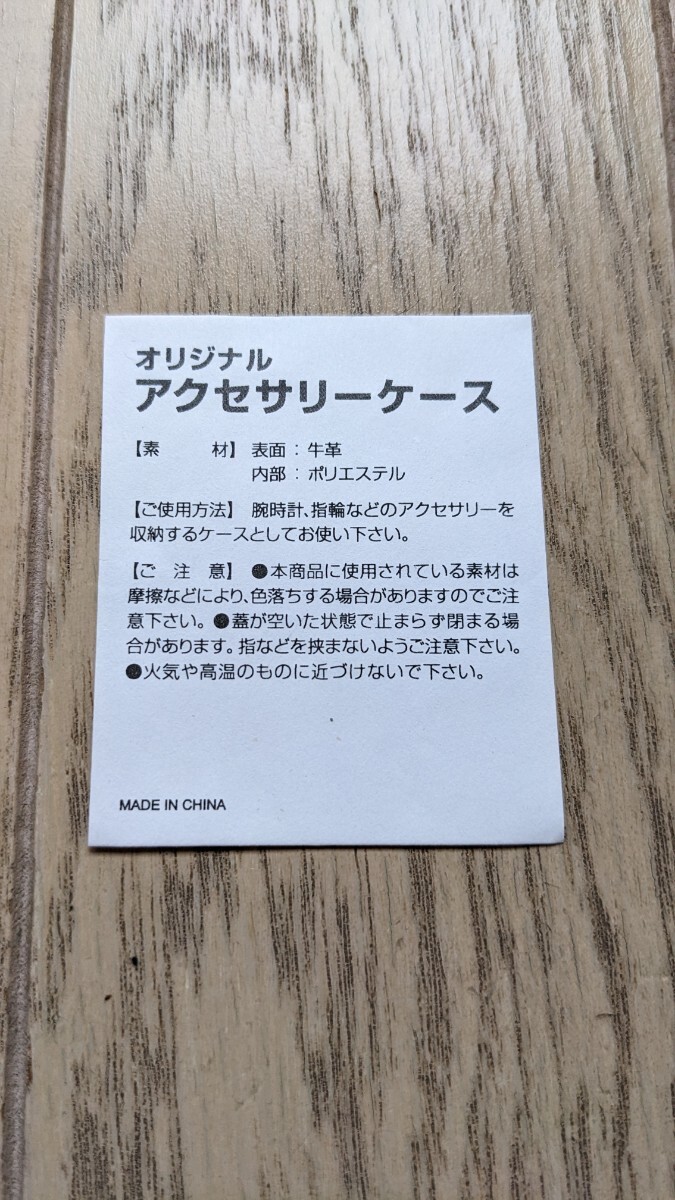 オリジナル
アクセサリーケース
【素　　材】 表面 : 牛革
内部 : ポリエステル
【ご使用方法】 腕時計、指輪などのアクセサリーを
収納するケースとしてお使い下さい。
【ご 注 意】 ●本商品に使用されている素材は
摩擦などにより、色落ちする場合がありますのでご注
意下さい。●蓋が空いた状態で止まらず閉まる場
合があります。指などを挟まないようご注意下さい。
●火気や高温のものに近づけないで下さい。
MADE IN CHINA